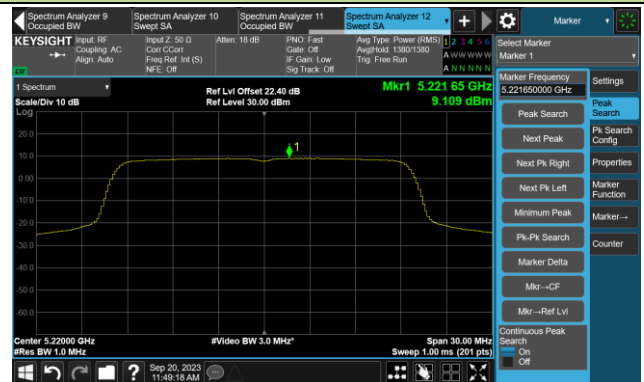 Spectrum Analyzer 9
Occupied BW
Spectrum Analyzer 10
Swept SA
Spectrum Analyzer 11
Occupied BW
Spectrum Analyzer 12
Swept SA
Marker
KEYSIGHT
Input: RF
Coupling: AC
Align: Auto
Input Z: 50 Ω
Corr CCorr
Freq Ref: Int (S)
NFE: Off
Atten: 18 dB
PNO: Fast
Gate: Off
IF Gain: Low
Sig Track: Off
Avg Type: Power (RMS)
Avg|Hold: 1380/1380
Trig: Free Run
1 2 3 4 5 6
A W W W W W
A N N N N N
LW
Select Marker
Marker 1
1 Spectrum
Scale/Div 10 dB
Log
Ref Lvl Offset 22.40 dB
Ref Level 30.00 dBm
Mkr1 5.221 65 GHz
9.109 dBm
Marker Frequency
5.221650000 GHz
Settings
Peak Search
Peak
Search
Next Peak
Pk Search
Config
Next Pk Right
Properties
Next Pk Left
Marker
Function
Minimum Peak
Marker→
Pk-Pk Search
Counter
Marker Delta
Mkr→CF
Mkr→Ref Lvl
Continuous Peak
Search
On
Off
1
20.0
10.0
0.00
-10.0
-20.0
-30.0
-40.0
-50.0
-60.0
Center 5.22000 GHz
#Res BW 1.0 MHz
#Video BW 3.0 MHz*
Span 30.00 MHz
Sweep 1.00 ms (201 pts)
?
Sep 20, 2023
11:49:18 AM